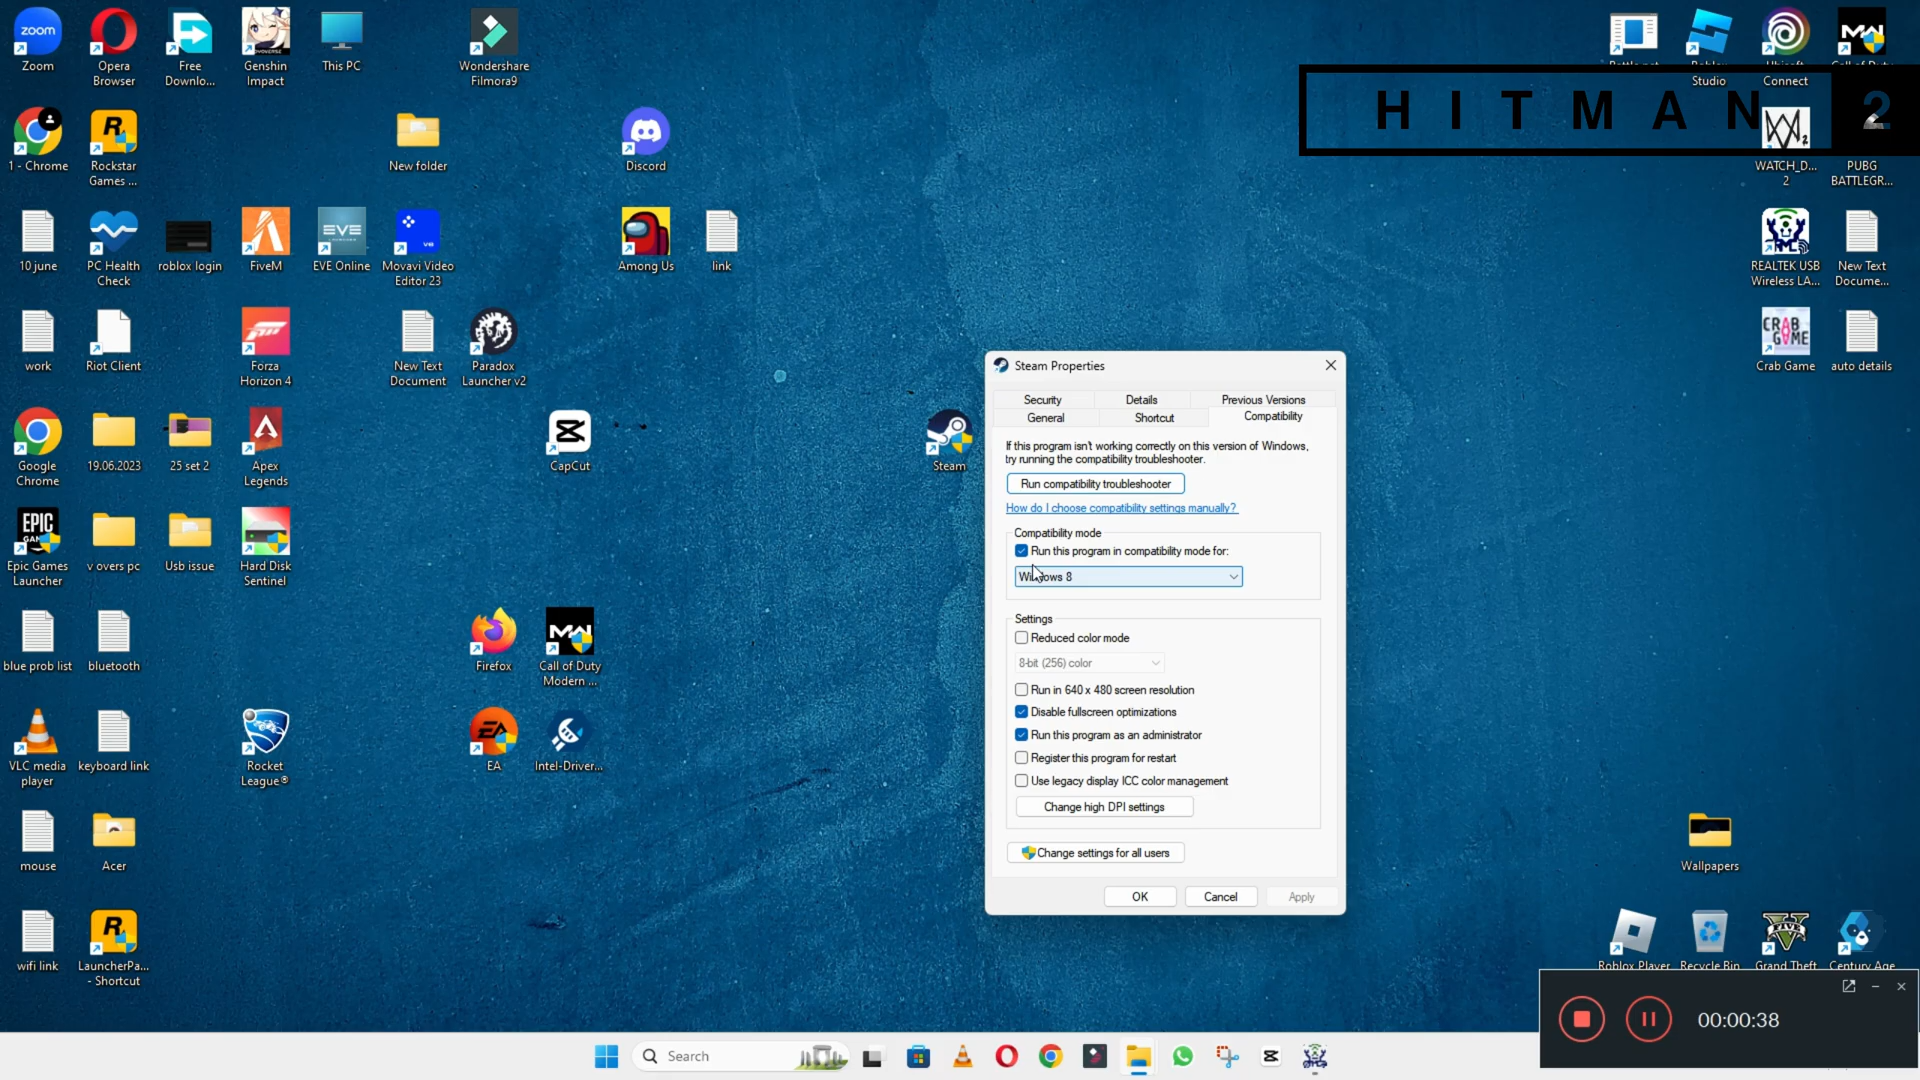 Zoom
Opera Browser
Free Downlo...
Genshin Impact
This PC
Wondershare Filmora9
Studio
Connect
HITMAN 2
1 - Chrome
Rockstar Games ...
New folder
Discord
WATCH_D... 2
PUBG BATTLEGR...
10 june
PC Health Check
roblox login
FiveM
EVE Online
Movavi Video Editor 23
Among Us
link
REALTEK USB Wireless LA...
New Text Docume...
work
Riot Client
Forza Horizon 4
New Text Document
Paradox Launcher v2
Crab Game
auto details
Google Chrome
19.06.2023
25 set 2
Apex Legends
CapCut
Steam
Epic Games Launcher
v overs pc
Usb issue
Hard Disk Sentinel
blue prob list
bluetooth
Firefox
Call of Duty Modern ...
VLC media player
keyboard link
Rocket League®
EA
Intel-Driver...
mouse
Acer
Wallpapers
wifi link
LauncherPa... - Shortcut
Roblox Player
Recycle Bin
Grand Theft
Century Age
Steam Properties
Security
Details
Previous Versions
General
Shortcut
Compatibility
If this program isn't working correctly on this version of Windows,
try running the compatibility troubleshooter.
Run compatibility troubleshooter
How do I choose compatibility settings manually?
Compatibility mode
Run this program in compatibility mode for:
Windows 8
Settings
Reduced color mode
8-bit (256) color
Run in 640 x 480 screen resolution
Disable fullscreen optimizations
Run this program as an administrator
Register this program for restart
Use legacy display ICC color management
Change high DPI settings
Change settings for all users
OK
Cancel
Apply
00:00:38
Search